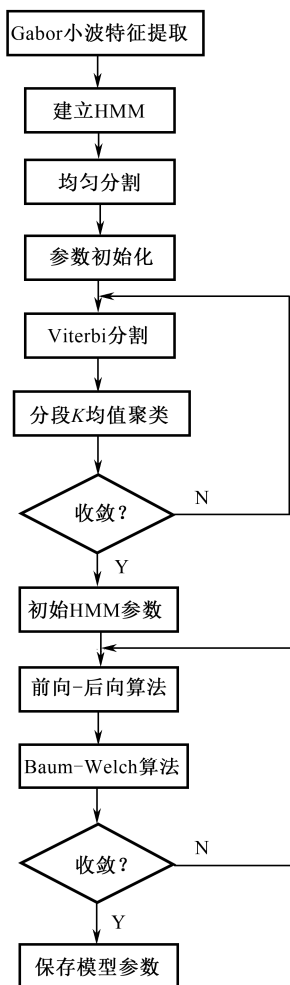 Gabor小波特征提取
建立HMM
均匀分割
参数初始化
Viterbi分割
分段K均值聚类
收敛？
N
Y
初始HMM参数
前向-后向算法
Baum-Welch算法
收敛？
N
Y
保存模型参数